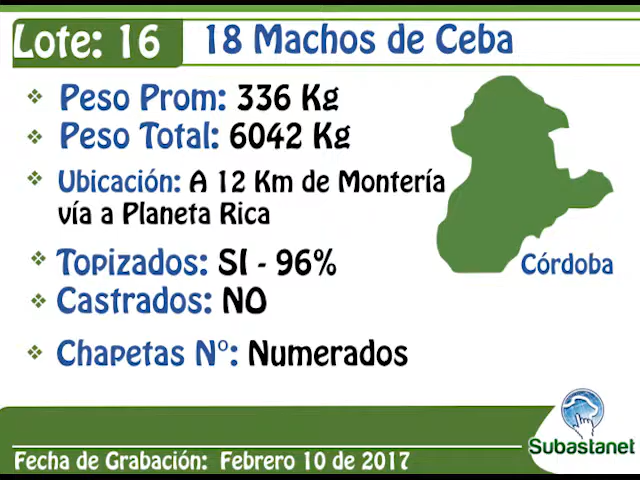 Lote: 16
18 Machos de Ceba
Peso Prom: 336 Kg
Peso Total: 6042 Kg
Ubicación: A 12 Km de Montería
vía a Planeta Rica
Topizados: SI - 96%
Castrados: NO
Chapetas N°: Numerados
Córdoba
Subastanet
Fecha de Grabación: Febrero 10 de 2017